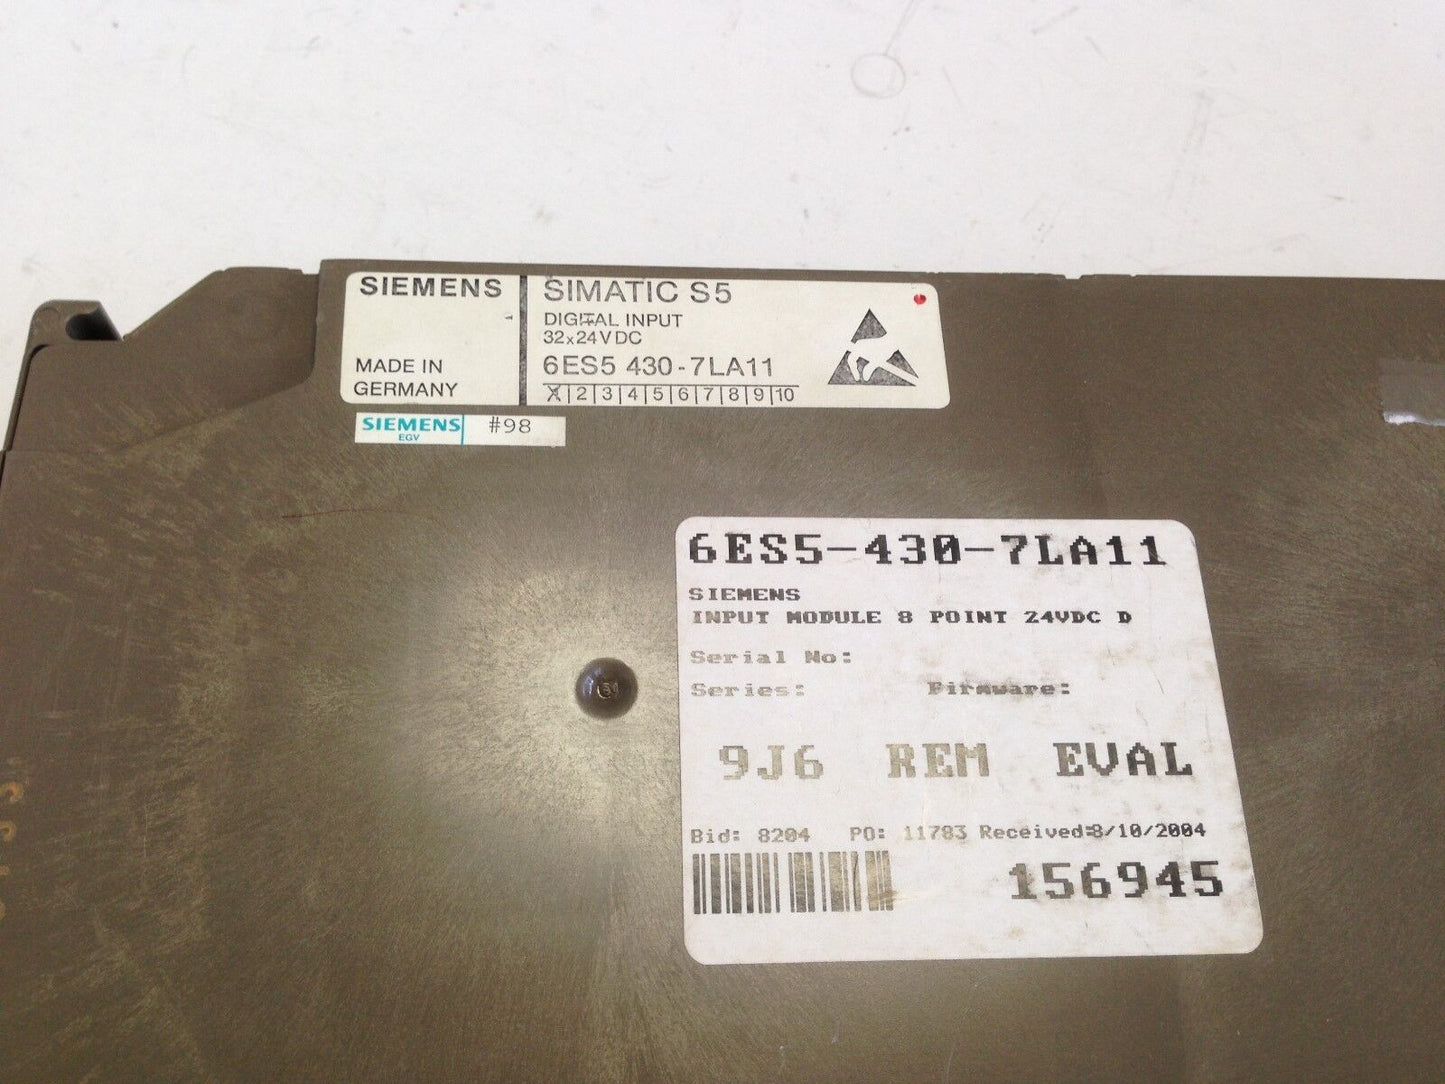 SIEMENS
SIMATIC S5
DIGITAL INPUT
32x24VDC
MADE IN
GERMANY
6ES5 430-7LA11
X 2 3 4 5 6 7 8 9 10
SIEMENS
EGV
#98
6ES5-430-7LA11
SIEMENS
INPUT MODULE 8 POINT 24VDC D
Serial No:
Series: Firmware:
9J6 REM EVAL
Bid: 8204 PO: 11783 Received:8/10/2004
156945